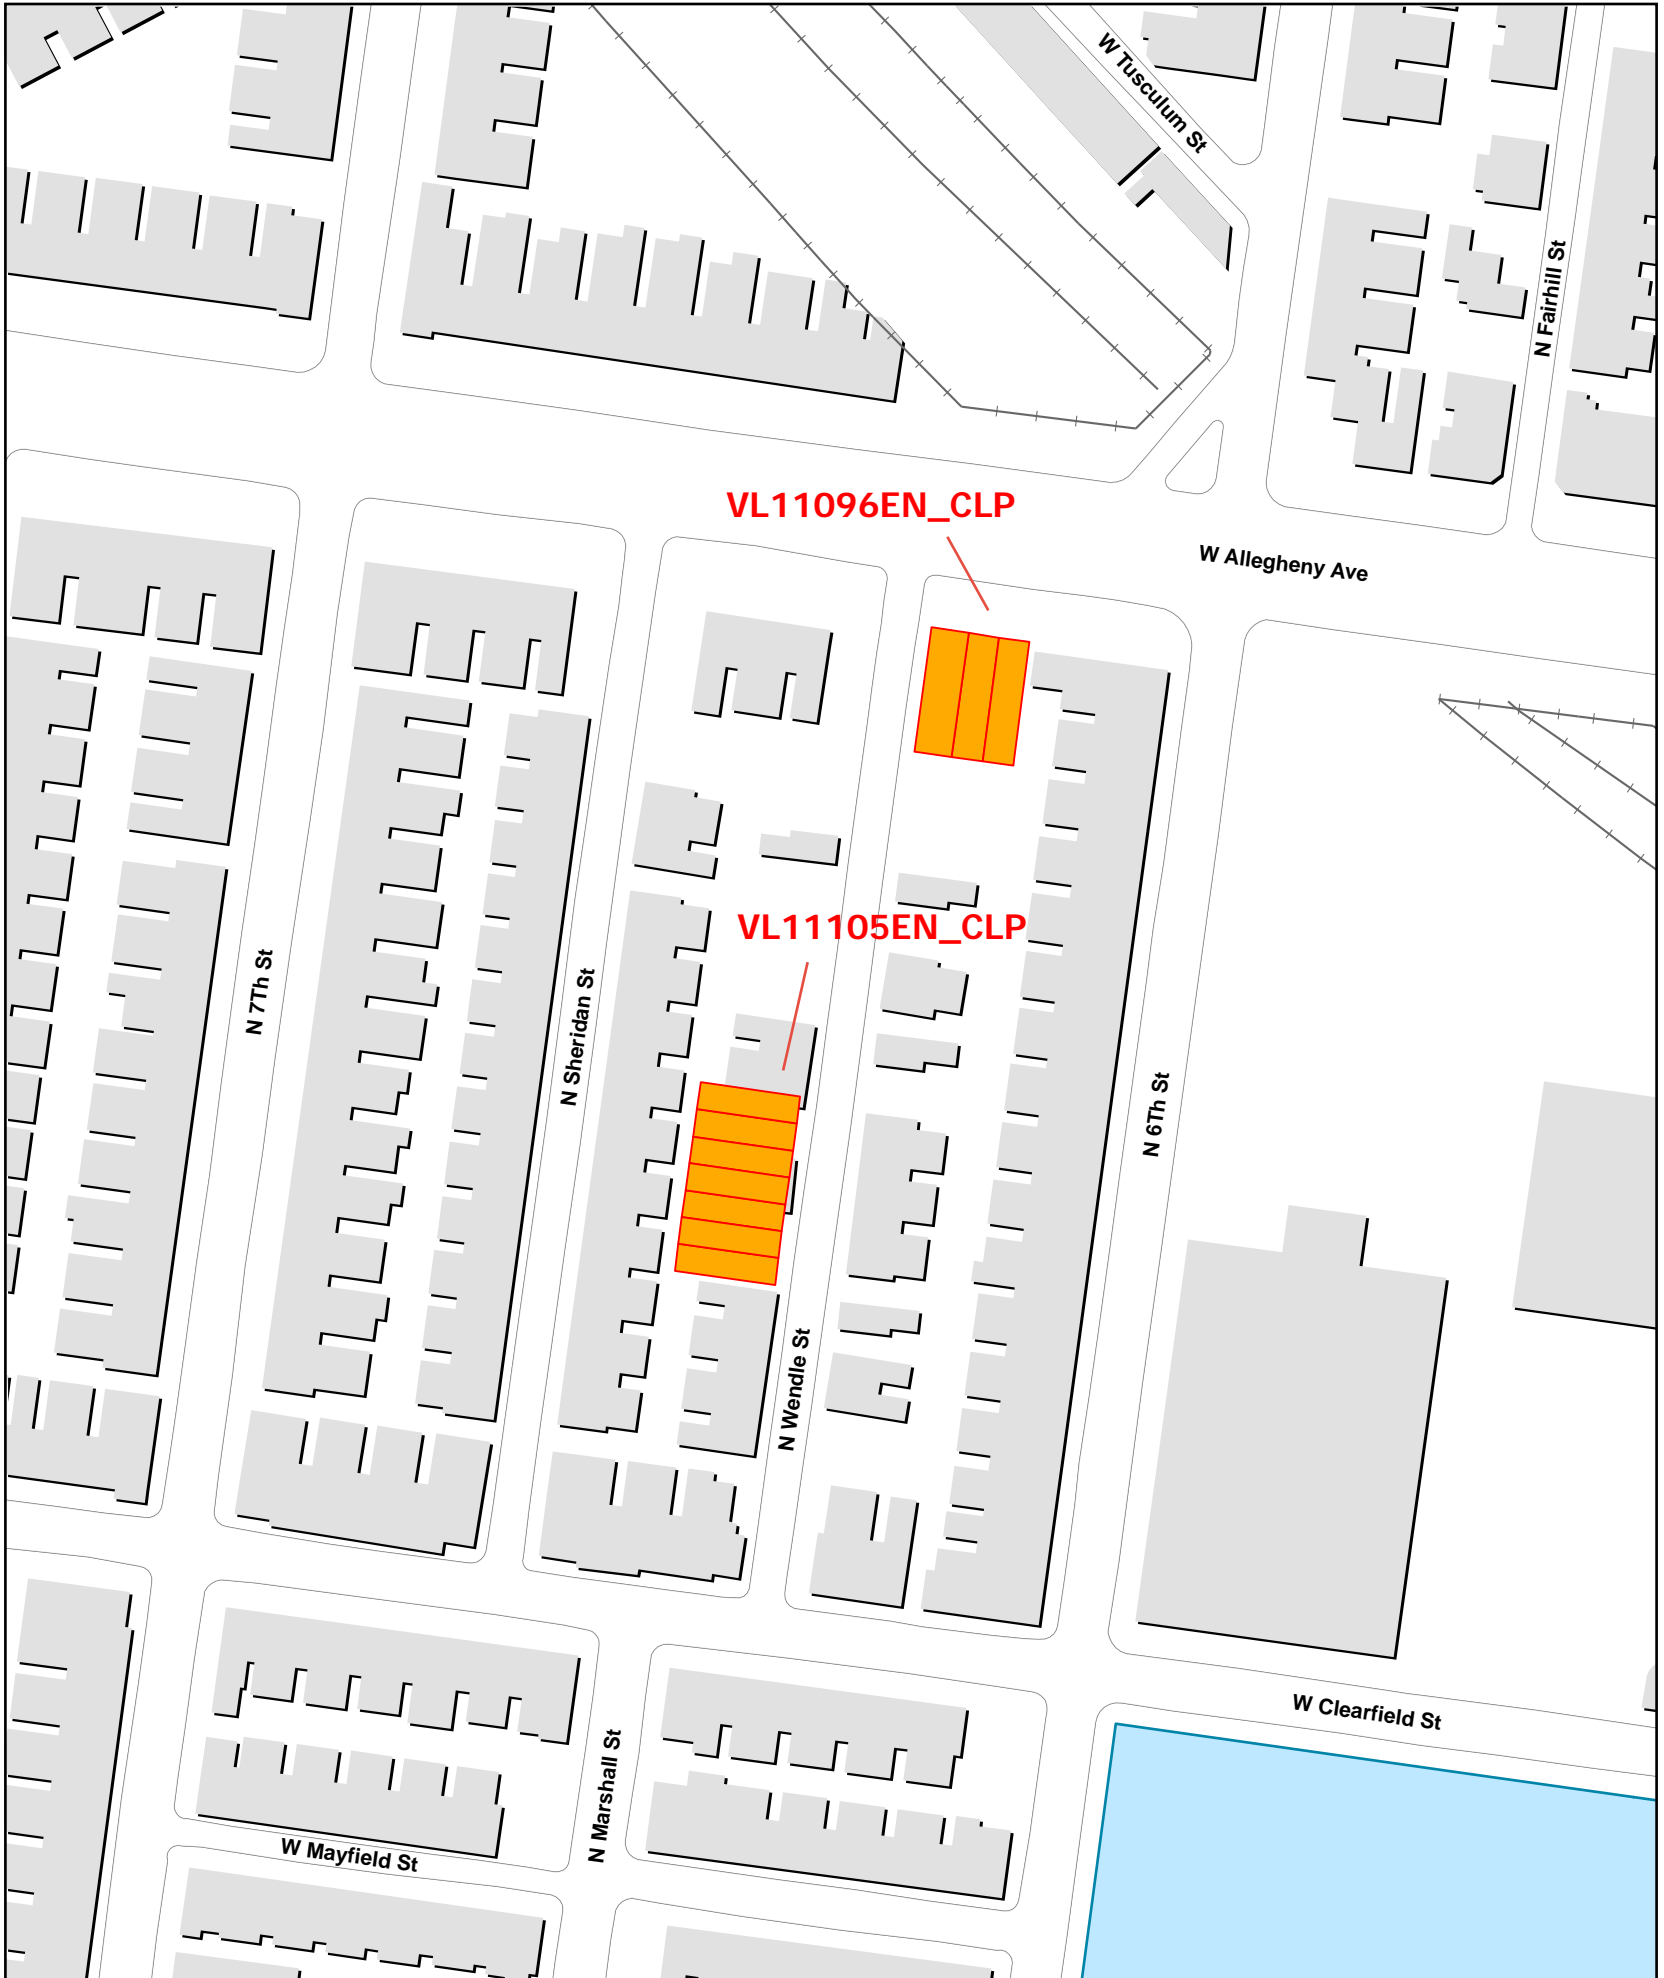 W Tusculum St
N Fairhill St
VL11096EN_CLP
W Allegheny Ave
VL11105EN_CLP
N 7Th St
N Sheridan St
N 6Th St
N Wendle St
W Clearfield St
N Marshall St
W Mayfield St